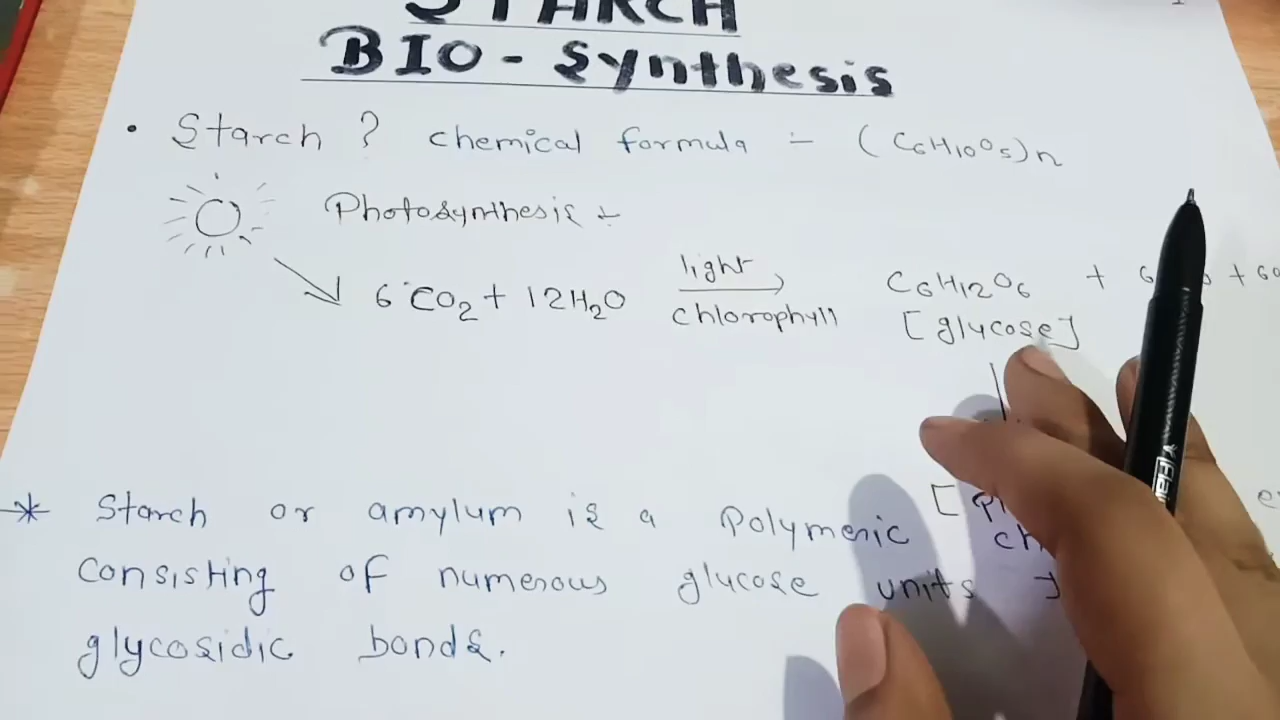 STARCH
BIO - Synthesis
• Starch ? chemical formula :- (C6H10O5)n
Photosynthesis :-
6 CO2 + 12H2O light chlorophyll C6H12O6 +
[glycose]
* Starch or amylum is a polymeric
consisting of numerous glucose units
glycosidic bonds.